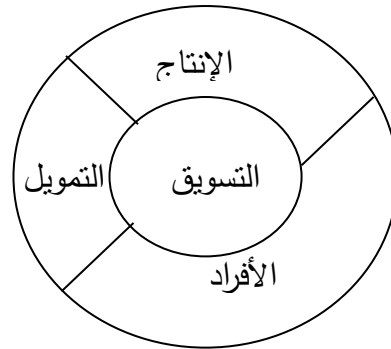 الإنتاج
التسويق
التمويل
الأفراد